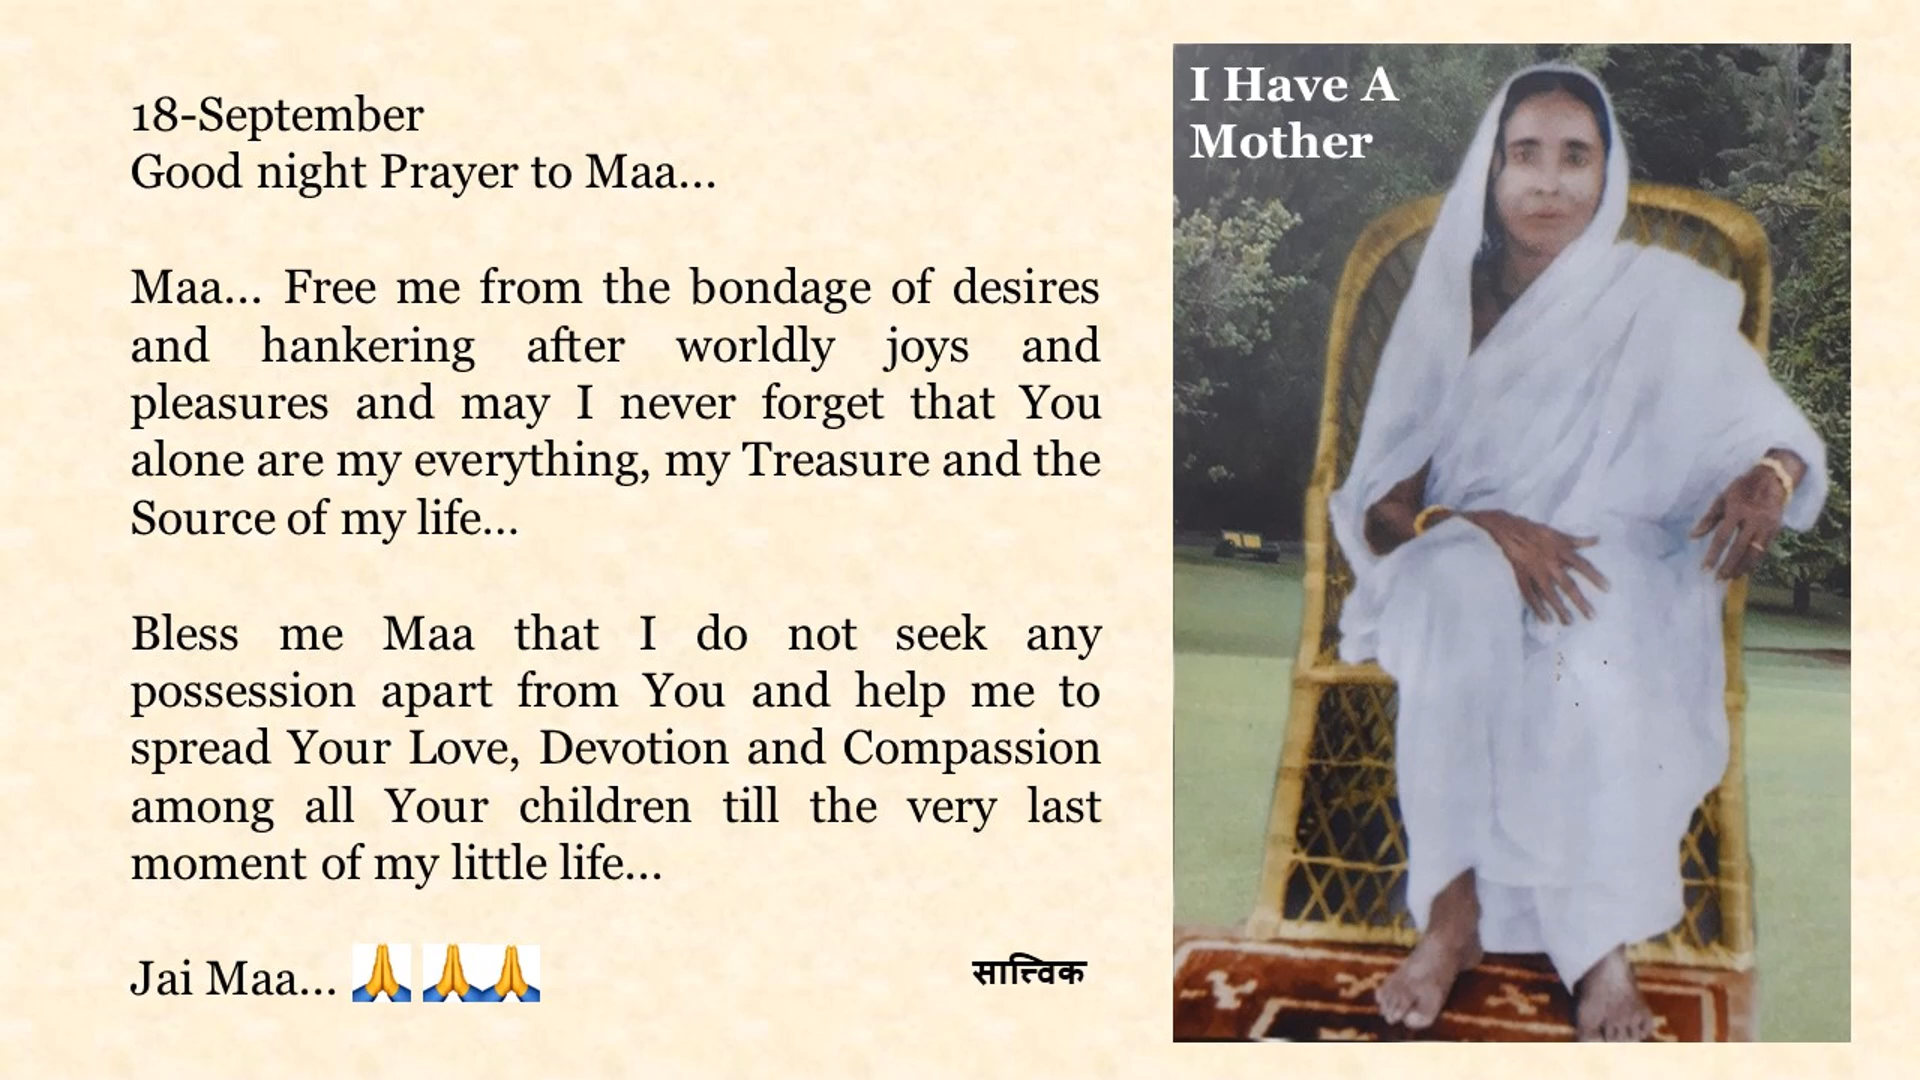 18-September
Good night Prayer to Maa...
Maa... Free me from the bondage of desires
and hankering after worldly joys and
pleasures and may I never forget that You
alone are my everything, my Treasure and the
Source of my life...
Bless me Maa that I do not seek any
possession apart from You and help me to
spread Your Love, Devotion and Compassion
among all Your children till the very last
moment of my little life...
Jai Maa... 🙏 🙏🙏
सात्त्विक
I Have A
Mother